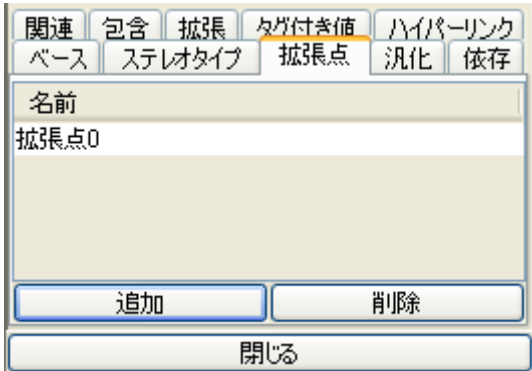 関連 包含 拡張 タグ付き値 ハイパーリンク
ベース ステレオタイプ 拡張点 汎化 依存
名前
拡張点0
追加 削除
閉じる